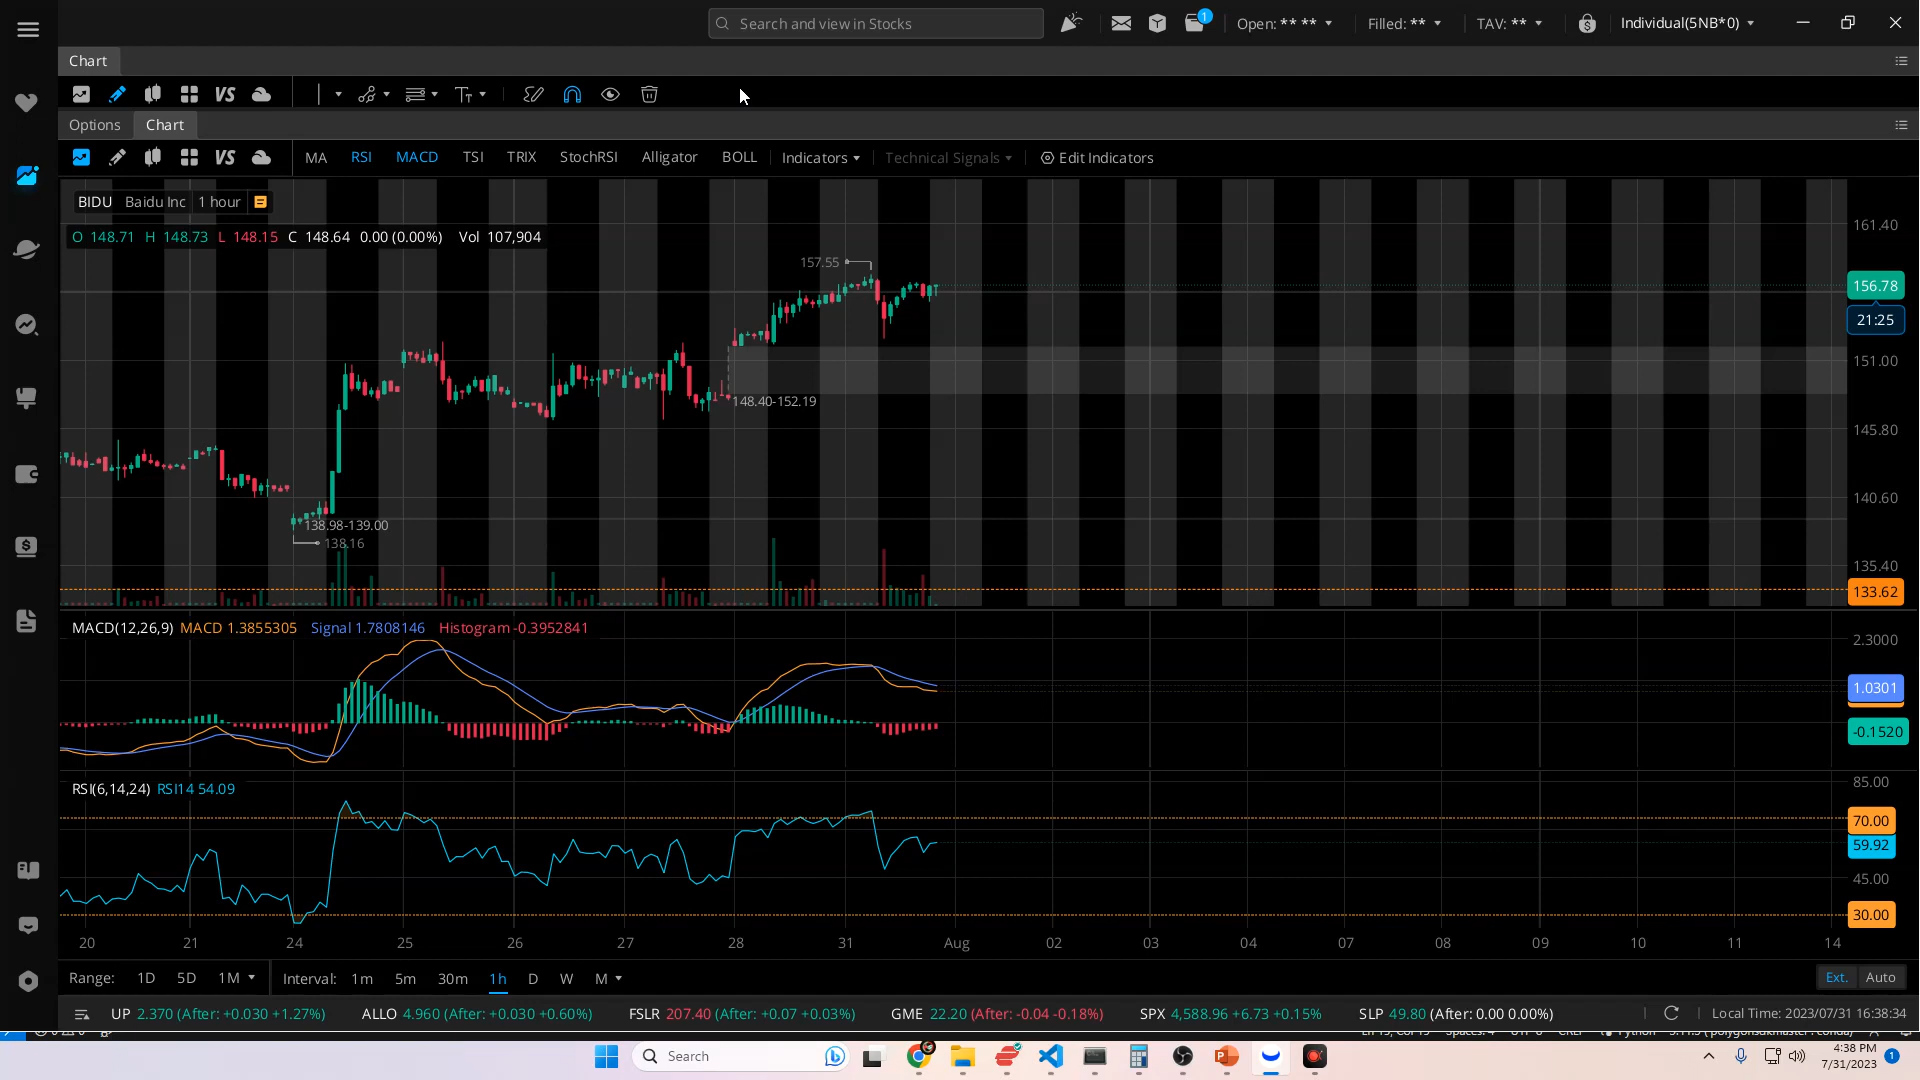 Search and view in Stocks
1
Open: ** **
Filled: **
TAV: **
Individual(5NB*0)
Chart
VS
Options
Chart
VS
MA
RSI
MACD
TSI
TRIX
StochRSI
Alligator
BOLL
Indicators
Technical Signals
Edit Indicators
BIDU Baidu Inc 1 hour
O 148.71 H 148.73 L 148.15 C 148.64 0.00 (0.00%) Vol 107,904
161.40
157.55
156.78
21:25
151.00
148.40-152.19
145.80
140.60
138.98-139.00
138.16
135.40
133.62
MACD(12,26,9) MACD 1.3855305 Signal 1.7808146 Histogram -0.3952841
2.3000
1.0301
-0.1520
RSI(6,14,24) RSI14 54.09
85.00
70.00
59.92
45.00
30.00
20 21 24 25 26 27 28 31 Aug 02 03 04 07 08 09 10 11 14
Range: 1D 5D 1M Interval: 1m 5m 30m 1h D W M
Ext. Auto
UP 2.370 (After: +0.030 +1.27%) ALLO 4.960 (After: +0.030 +0.60%) FSLR 207.40 (After: +0.07 +0.03%) GME 22.20 (After: -0.04 -0.18%) SPX 4,588.96 +6.73 +0.15% SLP 49.80 (After: 0.00 0.00%)
Local Time: 2023/07/31 16:38:34
Search
4:38 PM
7/31/2023
1